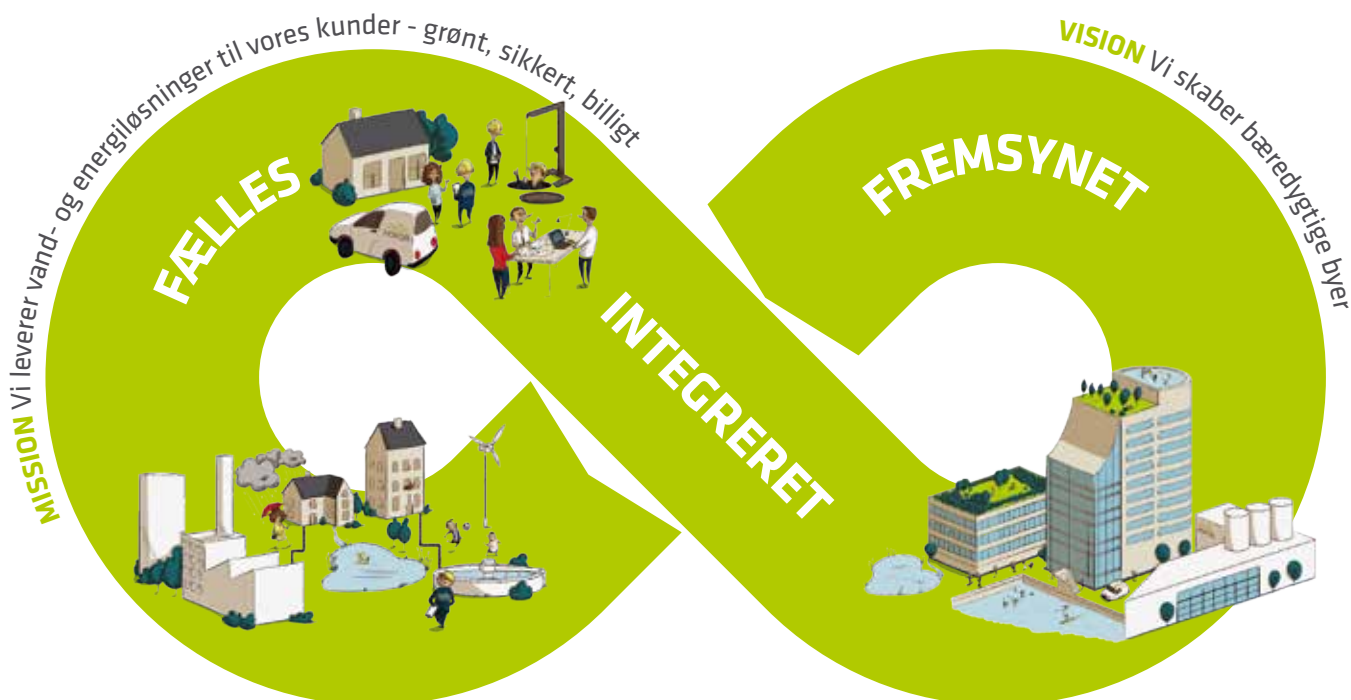 MISSION Vi leverer vand- og energiløsninger til vores kunder - grønt, sikkert, billigt
VISION Vi skaber bæredygtige byer
FÆLLES
INTEGRERET
FREMSYNET